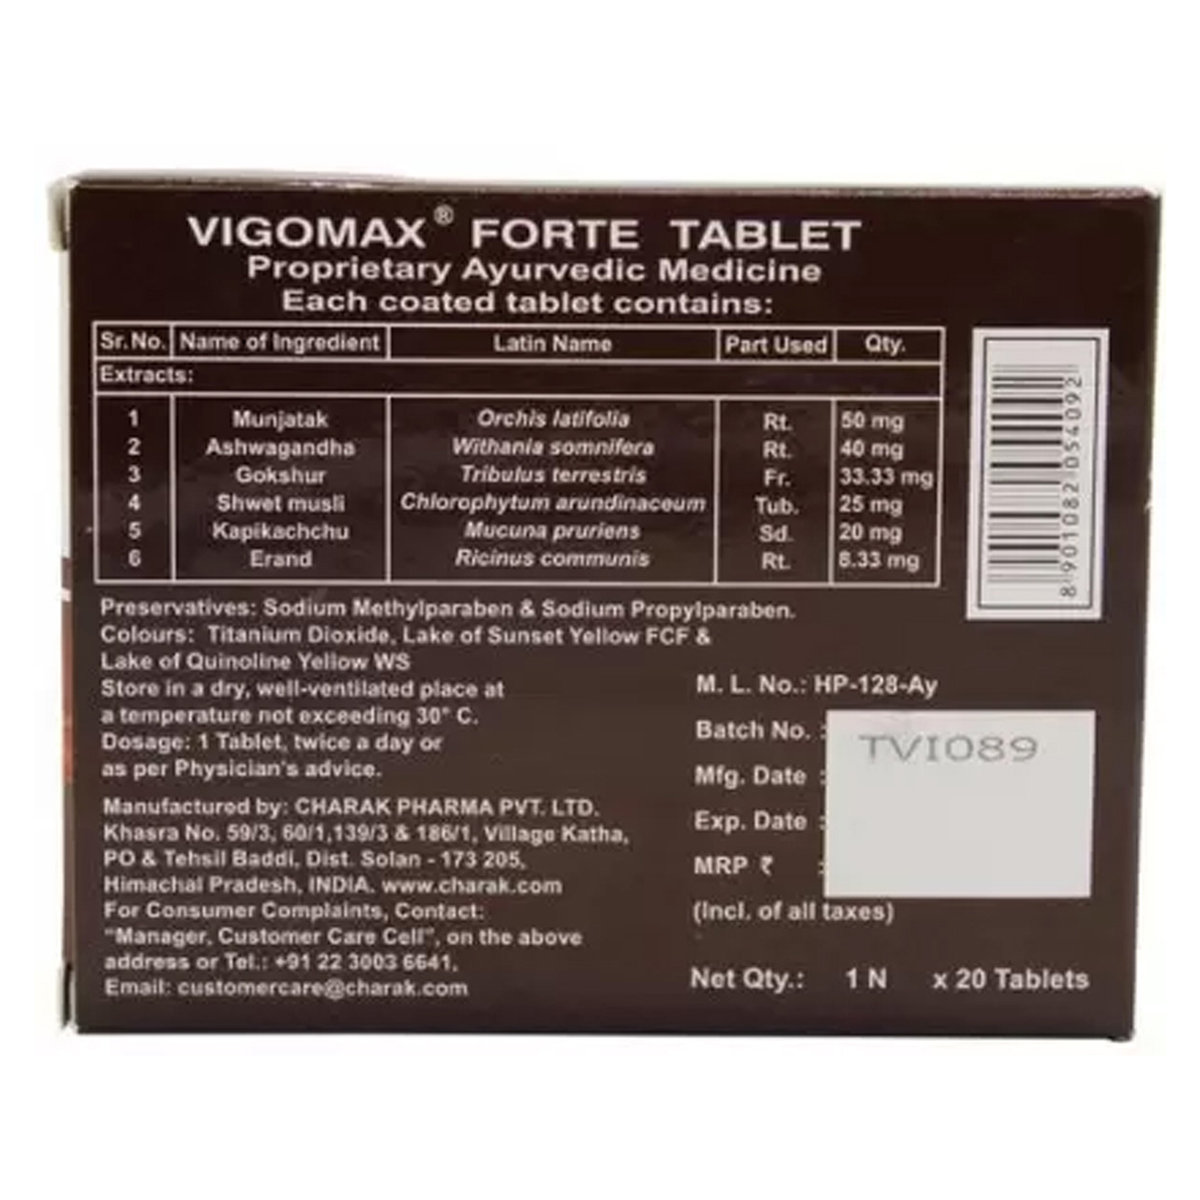 VIGOMAX® FORTE TABLET
Proprietary Ayurvedic Medicine
Each coated tablet contains:
Sr. No. Name of Ingredient Latin Name Part Used Qty.
Extracts:
1 Munjatak Orchis latifolia Rt. 50 mg
2 Ashwagandha Withania somnifera Rt. 40 mg
3 Gokshur Tribulus terrestris Fr. 33.33 mg
4 Shwet musli Chlorophytum arundinaceum Tub. 25 mg
5 Kapikachchu Mucuna pruriens Sd. 20 mg
6 Erand Ricinus communis Rt. 8.33 mg
8 901082 054092
Preservatives: Sodium Methylparaben & Sodium Propylparaben.
Colours: Titanium Dioxide, Lake of Sunset Yellow FCF &
Lake of Quinoline Yellow WS
Store in a dry, well-ventilated place at
a temperature not exceeding 30° C.
Dosage: 1 Tablet, twice a day or
as per Physician's advice.
Manufactured by: CHARAK PHARMA PVT. LTD.
Khasra No. 59/3, 60/1,139/3 & 186/1, Village Katha,
PO & Tehsil Baddi, Dist. Solan - 173 205,
Himachal Pradesh, INDIA. www.charak.com
For Consumer Complaints, Contact:
"Manager, Customer Care Cell", on the above
address or Tel.: +91 22 3003 6641,
Email: customercare@charak.com
M. L. No.: HP-128-Ay
Batch No. : TVI089
Mfg. Date :
Exp. Date :
MRP ₹ :
(Incl. of all taxes)
Net Qty.: 1 N x 20 Tablets